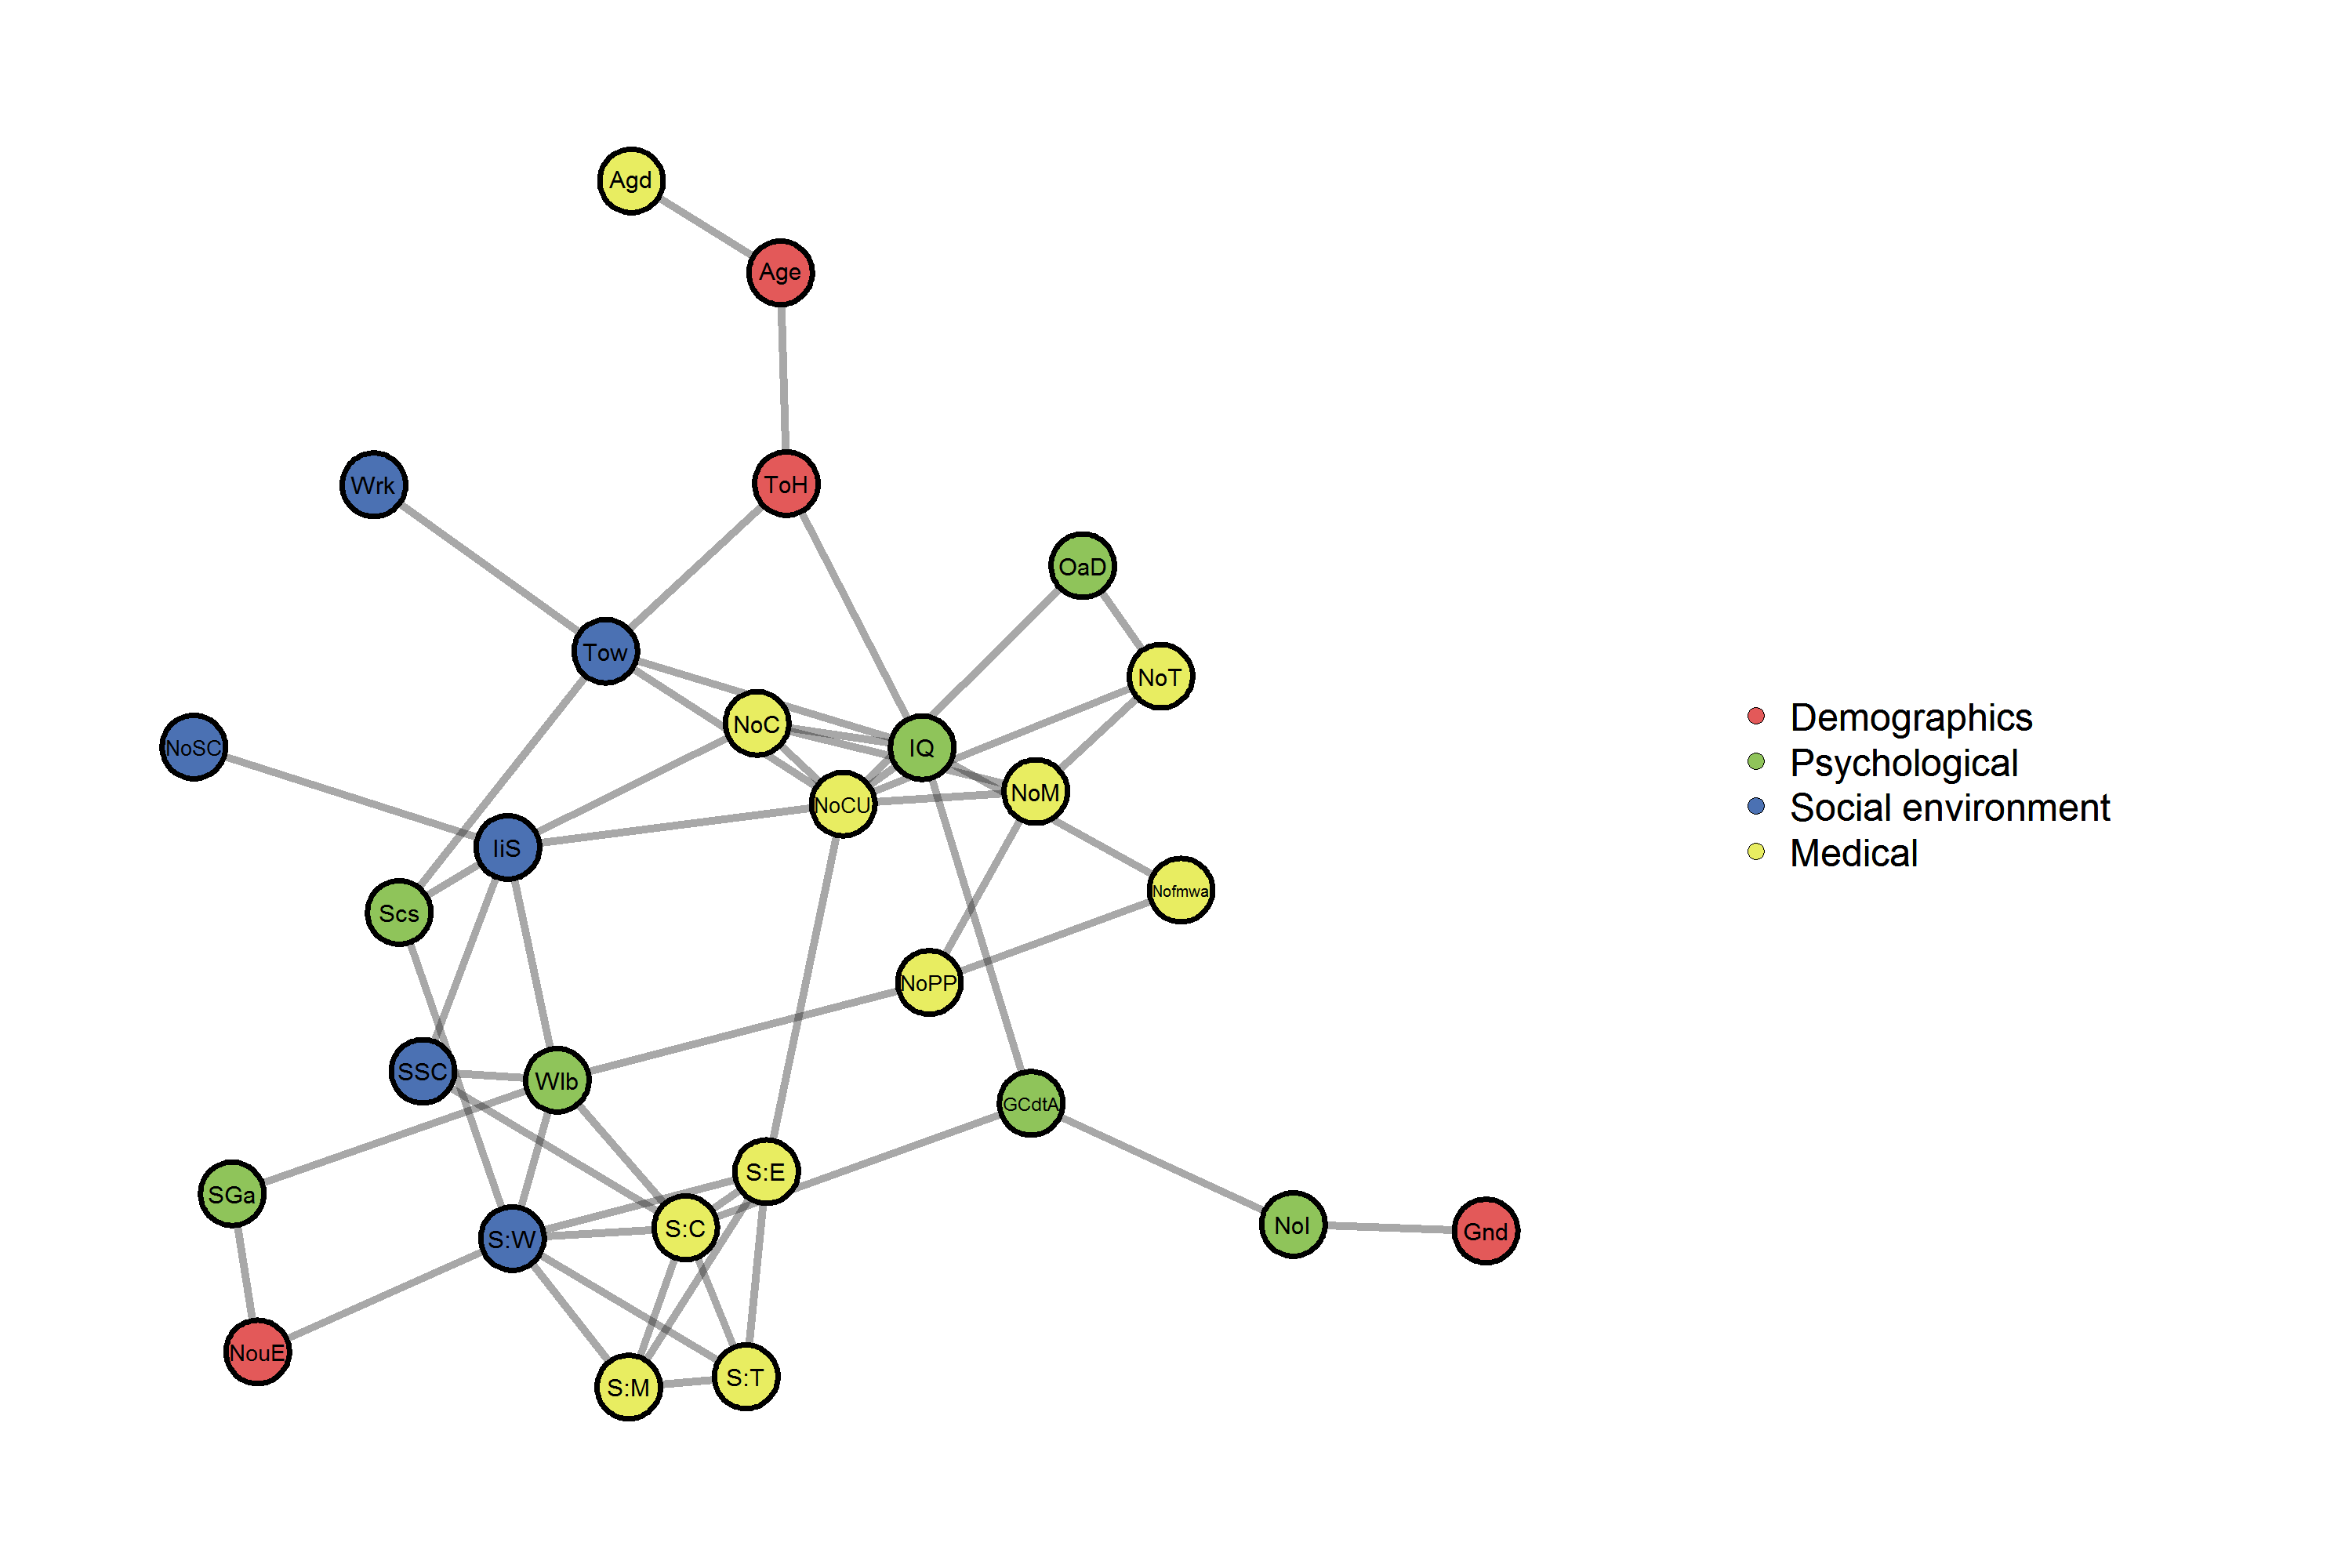 Agd
Age
Wrk
ToH
OaD
Tow
NoT
NoC
NoSC
IQ
NoM
NoCU
IiS
Nofmwa
Scs
NoPP
SSC
Wlb
GCdtA
S:E
SGa
S:C
NoI
Gnd
S:W
NouE
S:T
S:M
Demographics
Psychological
Social environment
Medical